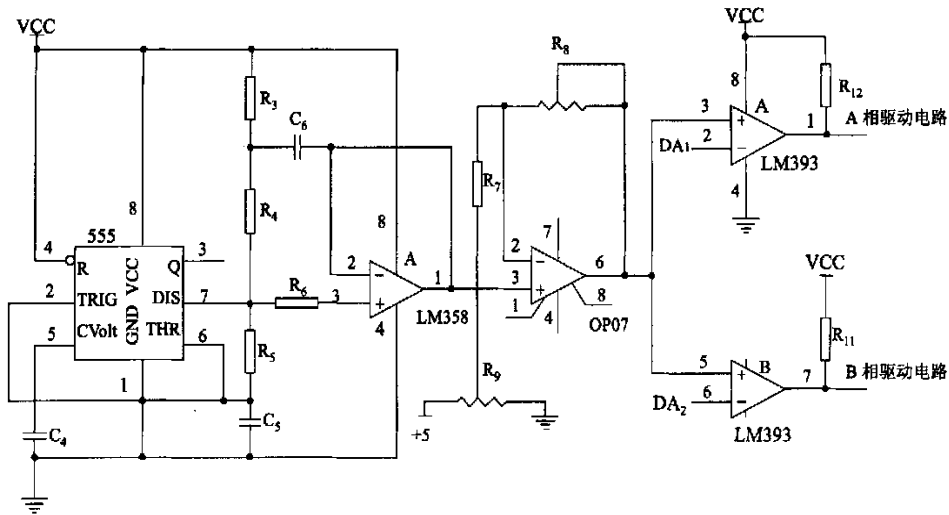 VCC
R3
C6
R4
8
555
4
R
VCC
Q
3
2
TRIG
DIS
7
5
CVolt
GND
THR
6
1
R6
R5
C4
C5
8
A
2
-
3
+
1
4
LM358
R8
R7
7
2
-
3
+
6
1
4
8
OP07
R9
+5
VCC
8
A
3
+
DA1
2
-
1
R12
A 相驱动电路
LM393
4
VCC
R11
5
+
B
DA2
6
-
7
B 相驱动电路
LM393